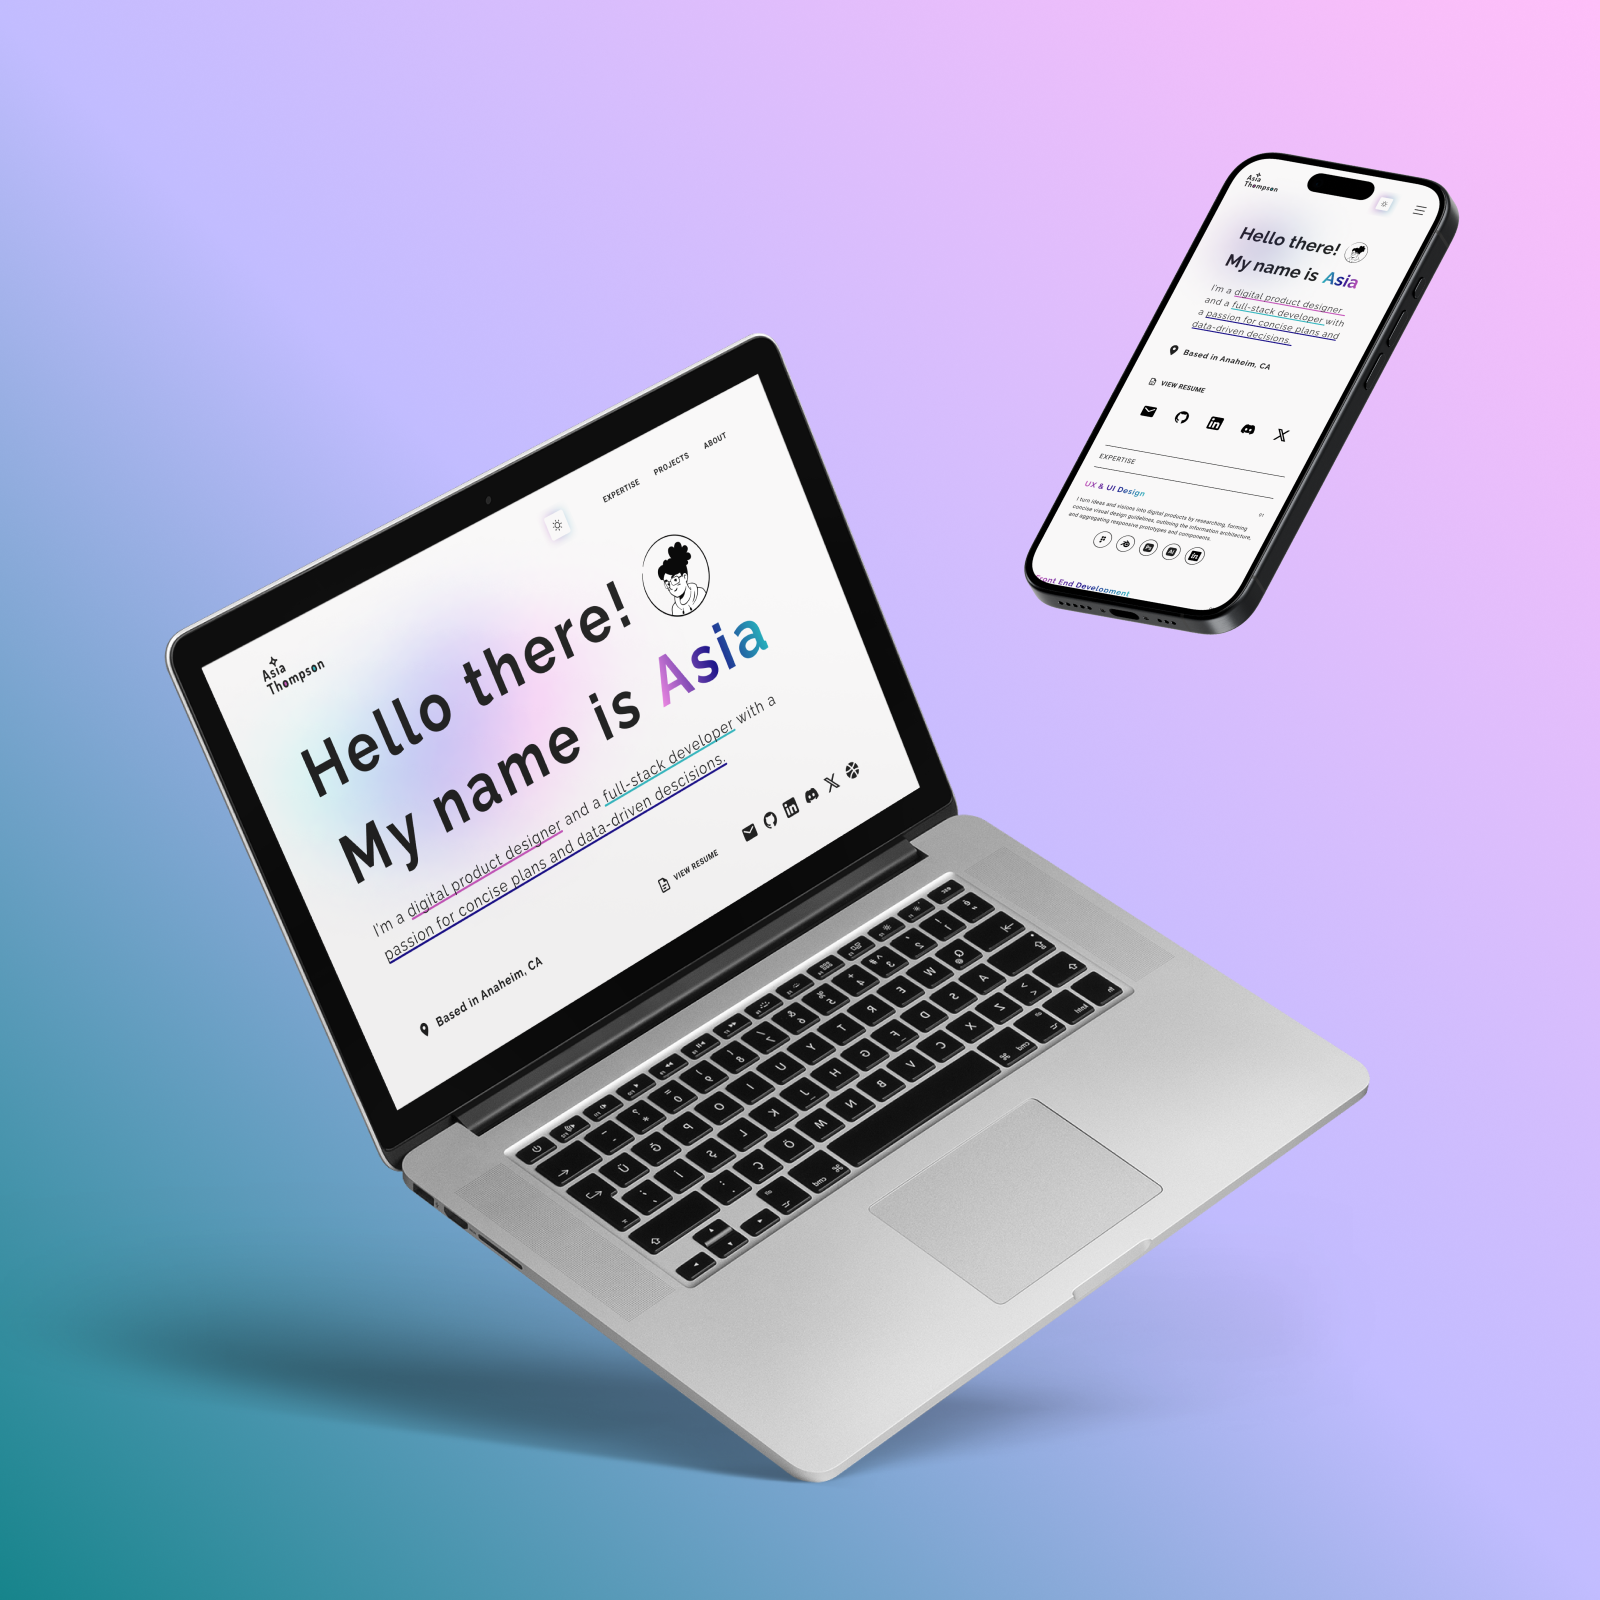 Asia
Thompson
EXPERTISE
PROJECTS
ABOUT
Hello there!
My name is Asia
I'm a digital product designer and a full-stack developer with a
passion for concise plans and data-driven descisions.
Based in Anaheim, CA
VIEW RESUME
Asia
Thompson
Hello there!
My name is Asia
I'm a digital product designer
and a full-stack developer with
a passion for concise plans and
data-driven decisions.
Based in Anaheim, CA
VIEW RESUME
EXPERTISE
UX & UI Design
01
I turn ideas and visions into digital products by researching, forming
concise visual design guidelines, outlining the information architecture,
and aggregating responsive prototypes and components.
Front End Development